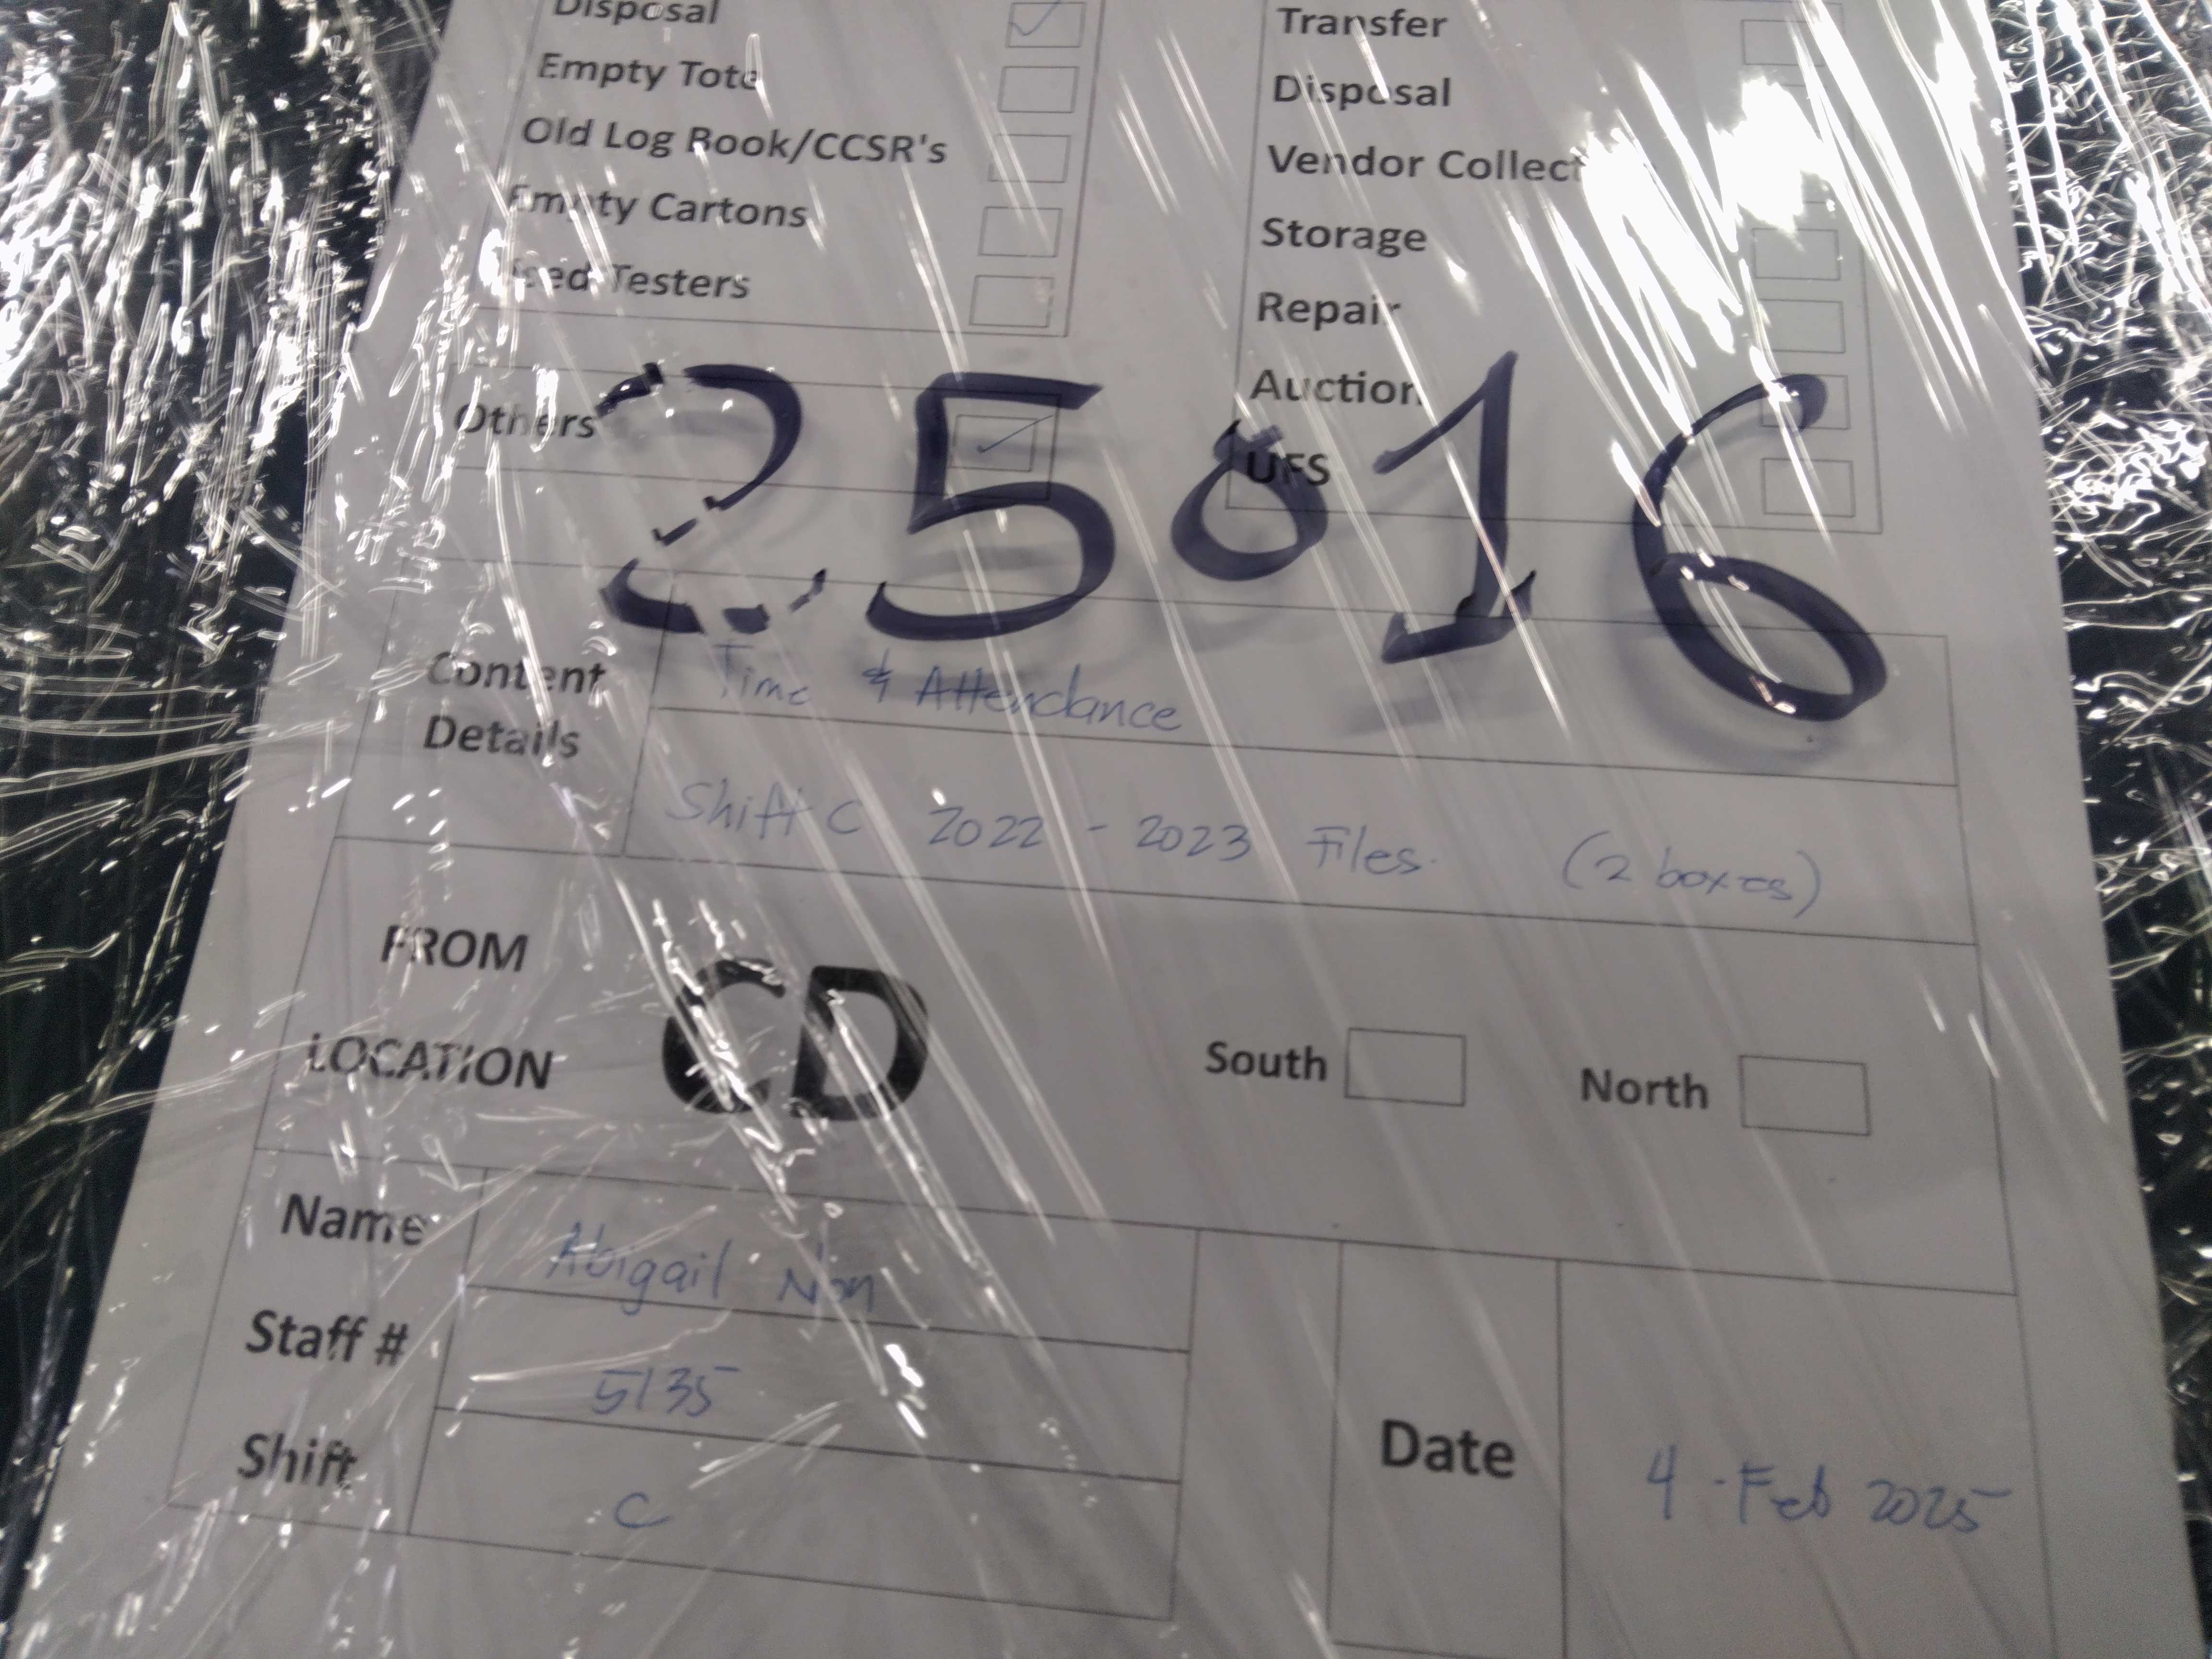 Disposal
Empty Tote
Old Log Book/CCSR's
Empty Cartons
Used Testers
Others
Transfer
Disposal
Vendor Collect
Storage
Repair
Auction
UFS
25016
Content Details
Time & Attendance
Shift C 2022 - 2023 Files. (2 boxes)
FROM
LOCATION
CD
South
North
Name
Abigail Non
Staff #
5135
Shift
C
Date
4-Feb 2025